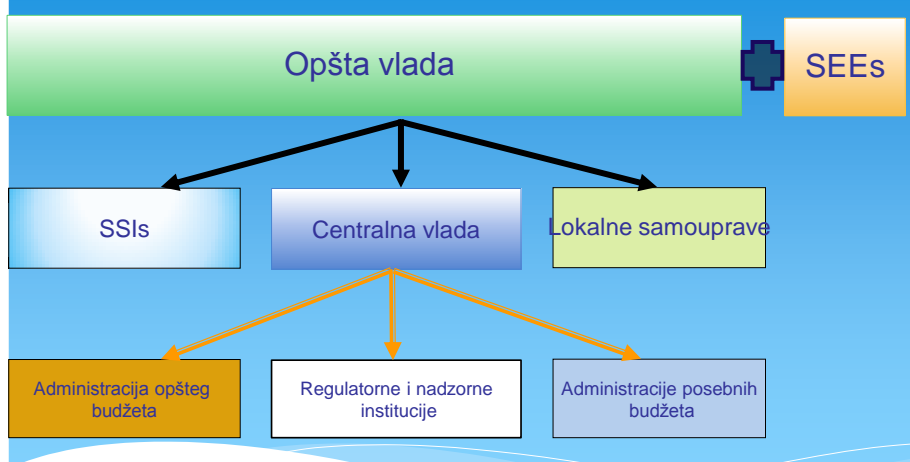 Opšta vlada
SEEs
SSIs
Centralna vlada
Lokalne samouprave
Administracija opšteg
budžeta
Regulatorne i nadzorne
institucije
Administracije posebnih
budžeta